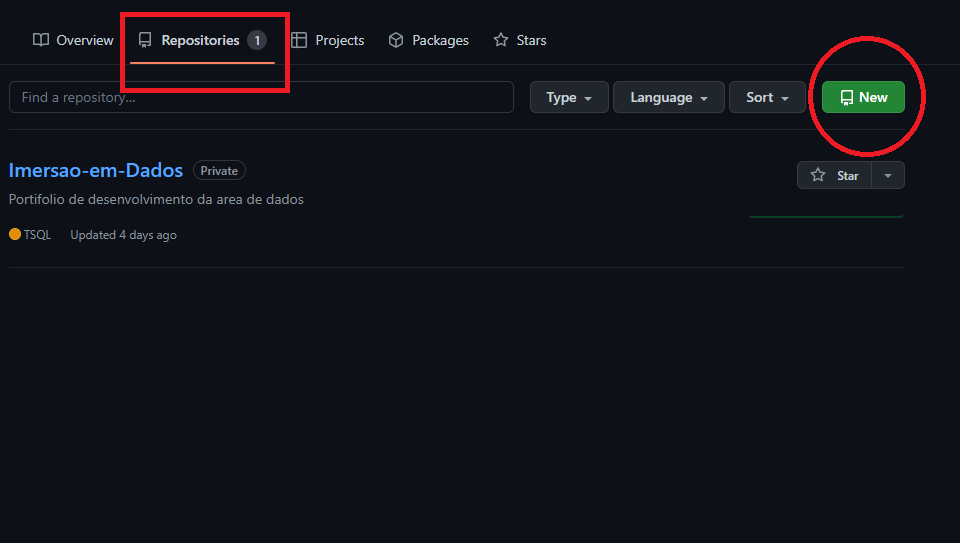 Overview Repositories 1 Projects Packages Stars
Find a repository... Type Language Sort New
Imersao-em-Dados Private Star
Portifolio de desenvolvimento da area de dados
TSQL Updated 4 days ago